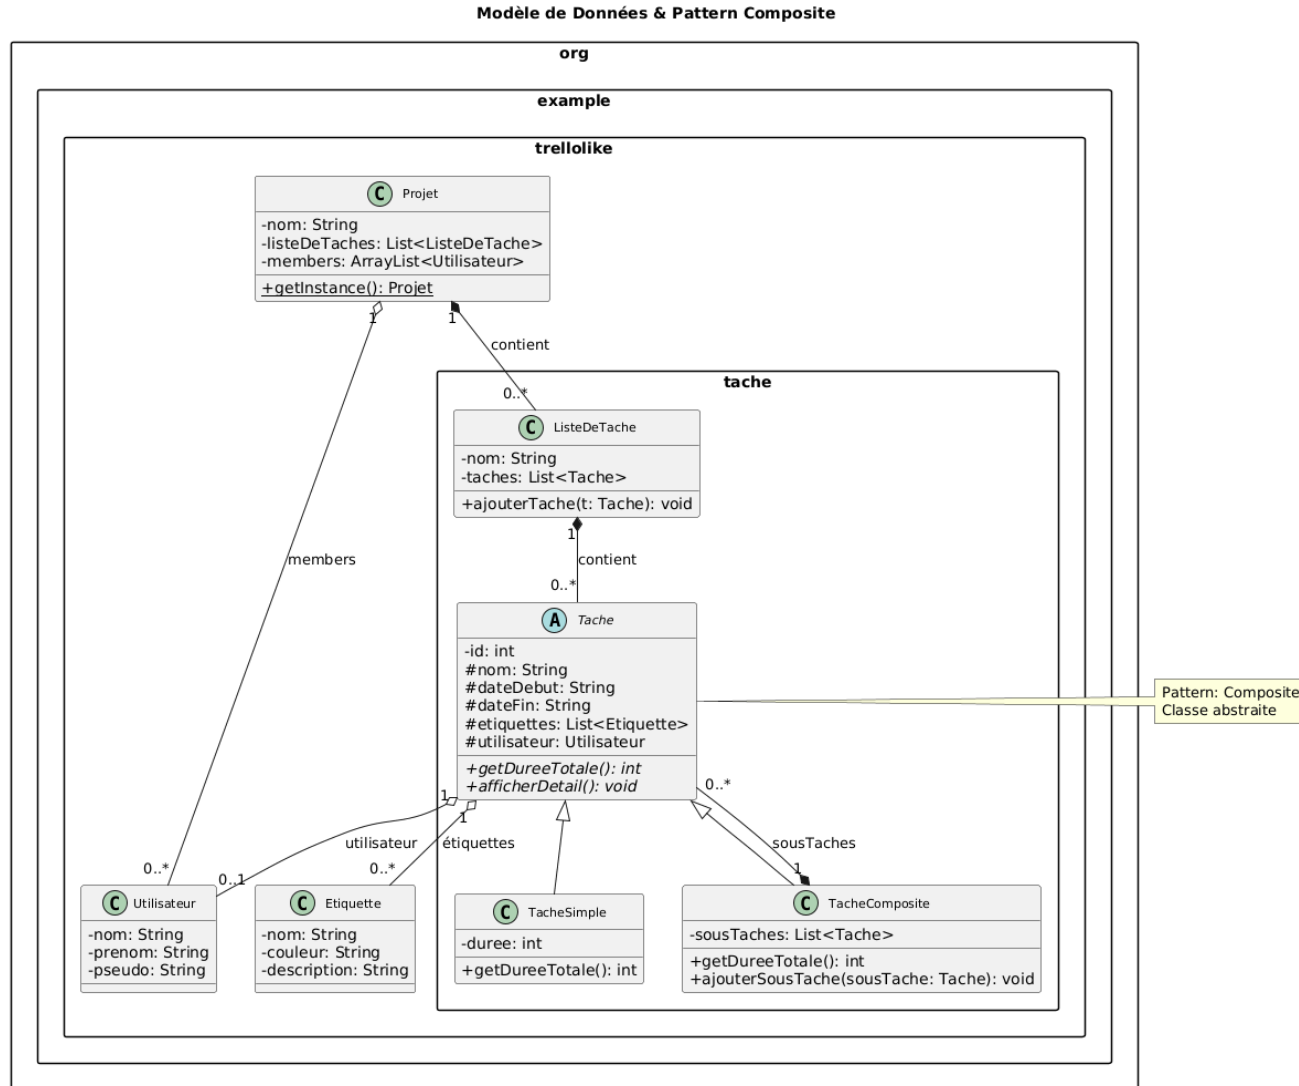 Modèle de Données & Pattern Composite
org
example
trellolike
C Projet
-nom: String
-listeDeTaches: List<ListeDeTache>
-members: ArrayList<Utilisateur>
+getInstance(): Projet
1
1
contient
0..*
tache
C ListeDeTache
-nom: String
-taches: List<Tache>
+ajouterTache(t: Tache): void
1
members
contient
0..*
A Tache
-id: int
#nom: String
#dateDebut: String
#dateFin: String
#etiquettes: List<Etiquette>
#utilisateur: Utilisateur
+getDureeTotale(): int
+afficherDetail(): void
Pattern: Composite
Classe abstraite
1
1
0..*
utilisateur
étiquettes
sousTaches
0..*
0..1
0..*
1
C Utilisateur
-nom: String
-prenom: String
-pseudo: String
C Etiquette
-nom: String
-couleur: String
-description: String
C TacheSimple
-duree: int
+getDureeTotale(): int
C TacheComposite
-sousTaches: List<Tache>
+getDureeTotale(): int
+ajouterSousTache(sousTache: Tache): void